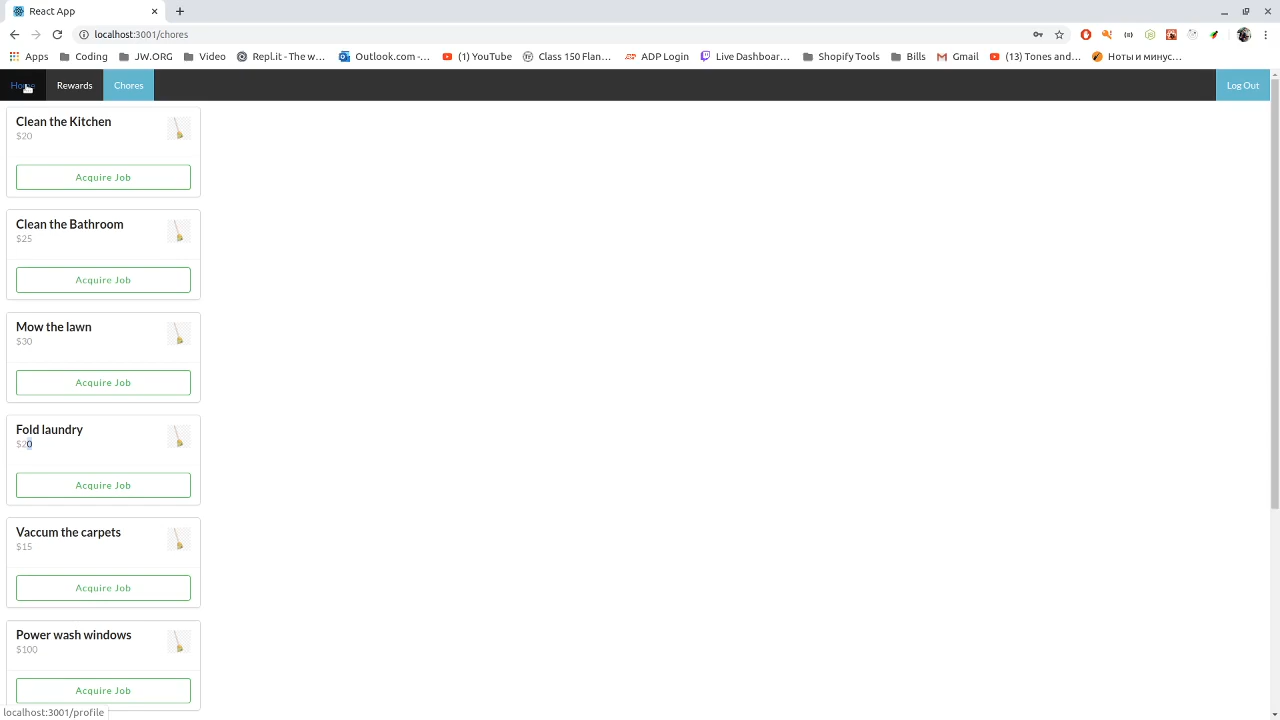 React App
localhost:3001/chores
Apps Coding JW.ORG Video Repl.it - The w... Outlook.com -... (1) YouTube Class 150 Flan... ADP Login Live Dashboar... Shopify Tools Bills Gmail (13) Tones and... Ноты и минус...
Home Rewards Chores Log Out
Clean the Kitchen
$20
Acquire Job
Clean the Bathroom
$25
Acquire Job
Mow the lawn
$30
Acquire Job
Fold laundry
$20
Acquire Job
Vaccum the carpets
$15
Acquire Job
Power wash windows
$100
Acquire Job
localhost:3001/profile